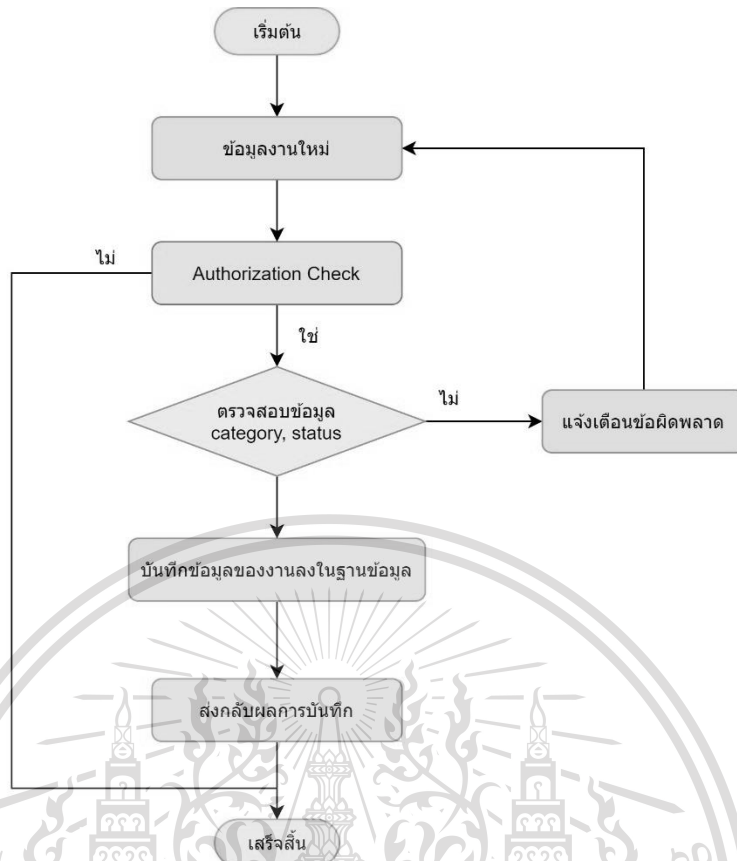 เริ่มต้น
ข้อมูลงานใหม่
ไม่
Authorization Check
ใช่
ตรวจสอบข้อมูล
category, status
ไม่
แจ้งเตือนข้อผิดพลาด
บันทึกข้อมูลของงานลงในฐานข้อมูล
ส่งกลับผลการบันทึก
เสร็จสิ้น